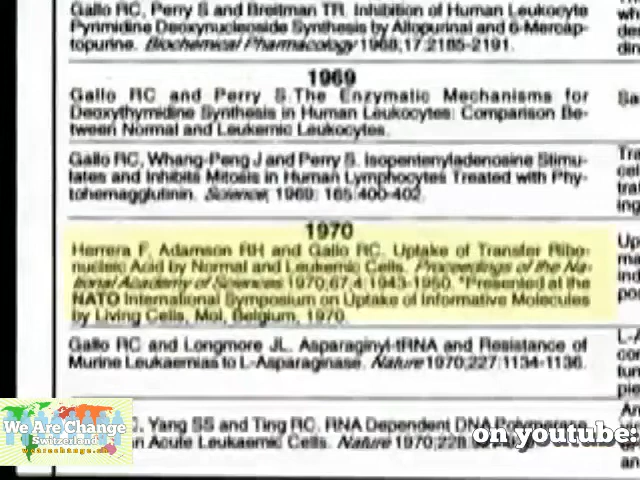 Gallo RC, Perry S and Breitman TR. Inhibition of Human Leukocyte
Pyrimidine Deoxynucleoside Synthesis by Allopurinal and 6-Mercap-
topurine. Biochemical Pharmacology 1968;17:2185-2191.
1969
Gallo RC and Perry S.The Enzymatic Mechanisms for
Deoxythymidine Synthesis in Human Leukocytes: Comparison Be-
tween Normal and Leukemic Leukocytes.
Gallo RC, Whang-Peng J and Perry S. Isopentenyladenosine Stimu-
lates and Inhibits Mitosis in Human Lymphocytes Treated with Phy-
tohemagglutinin. Science, 1969: 165:400-402.
1970
Herrera F, Adamson RH and Gallo RC. Uptake of Transfer Ribo-
nucleic Acid by Normal and Leukemic Cells. Proceedings of the Na-
tional Academy of Sciences 1970;67;4:1943-1950. *Presented at the
NATO International Symposium on Uptake of Informative Molecules
by Living Cells, Mol, Belgium, 1970.
Gallo RC and Longmore JL. Asparaginyl-tRNA and Resistance of
Murine Leukaemias to L-Asparaginase. Nature 1970;227:1134-1136.
C, Yang SS and Ting RC. RNA Dependent DNA Polymerase
n Acute Leukaemic Cells. Nature 1970;228
We Are Change
Switzerland
wearechange.ch
on youtube: